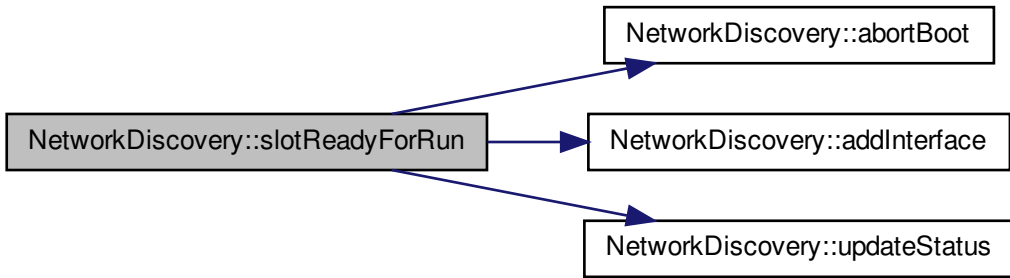 NetworkDiscovery::abortBoot
NetworkDiscovery::slotReadyForRun
NetworkDiscovery::addInterface
NetworkDiscovery::updateStatus